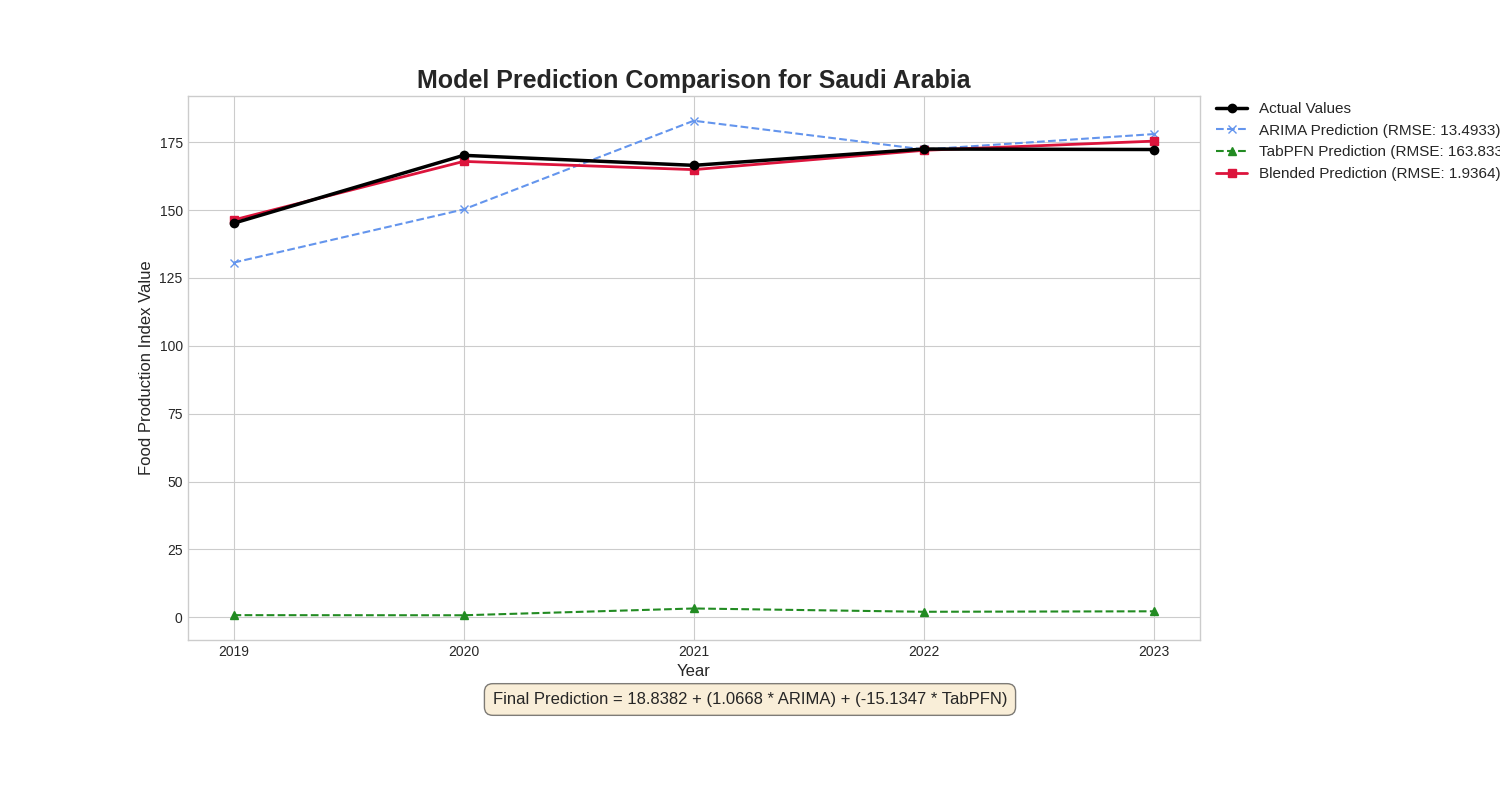 Model Prediction Comparison for Saudi Arabia
Actual Values
ARIMA Prediction (RMSE: 13.4933)
TabPFN Prediction (RMSE: 163.833
Blended Prediction (RMSE: 1.9364)
Food Production Index Value
175
150
125
100
75
50
25
0
2019 2020 2021 2022 2023
Year
Final Prediction = 18.8382 + (1.0668 * ARIMA) + (-15.1347 * TabPFN)